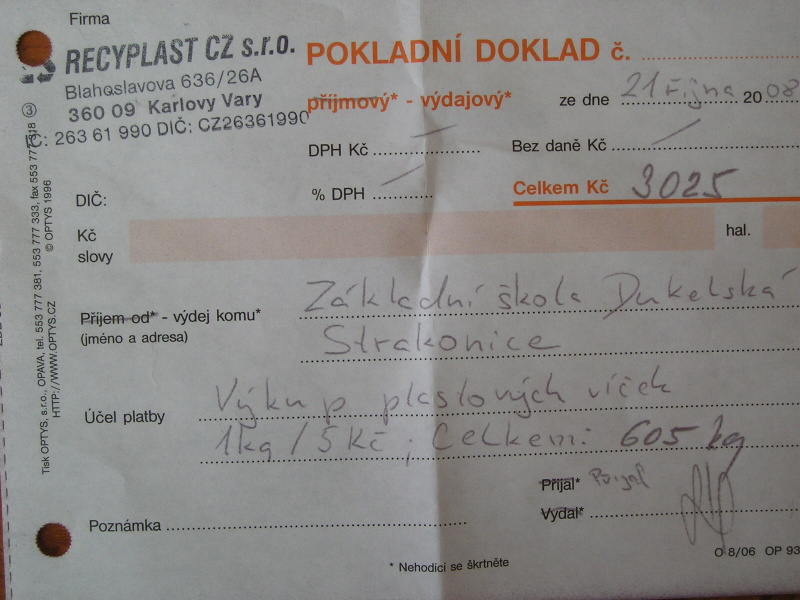 Firma
RECYPLAST CZ s.r.o.
Blahoslavova 636/26A
360 09 Karlovy Vary
IČ: 263 61 990 DIČ: CZ26361990
POKLADNÍ DOKLAD č.
příjmový* - výdajový*
ze dne 21 října 2008
DPH Kč
Bez daně Kč
DIČ:
% DPH
Celkem Kč 3025
Kč
slovy
hal.
Příjem od* - výdej komu*
(jméno a adresa)
Základní škola Dukelská
Strakonice
Účel platby
Výkup plastových víček
1kg / 5 Kč; Celkem: 605 kg
Přijal*
Vydal*
Poznámka
* Nehodící se škrtněte
O 8/06 OP 93
Tisk OPTYS, s.r.o., OPAVA, tel. 553 777 381, 553 777 333, fax 553 777 318
HTTP://WWW.OPTYS.CZ © OPTYS 1996
③